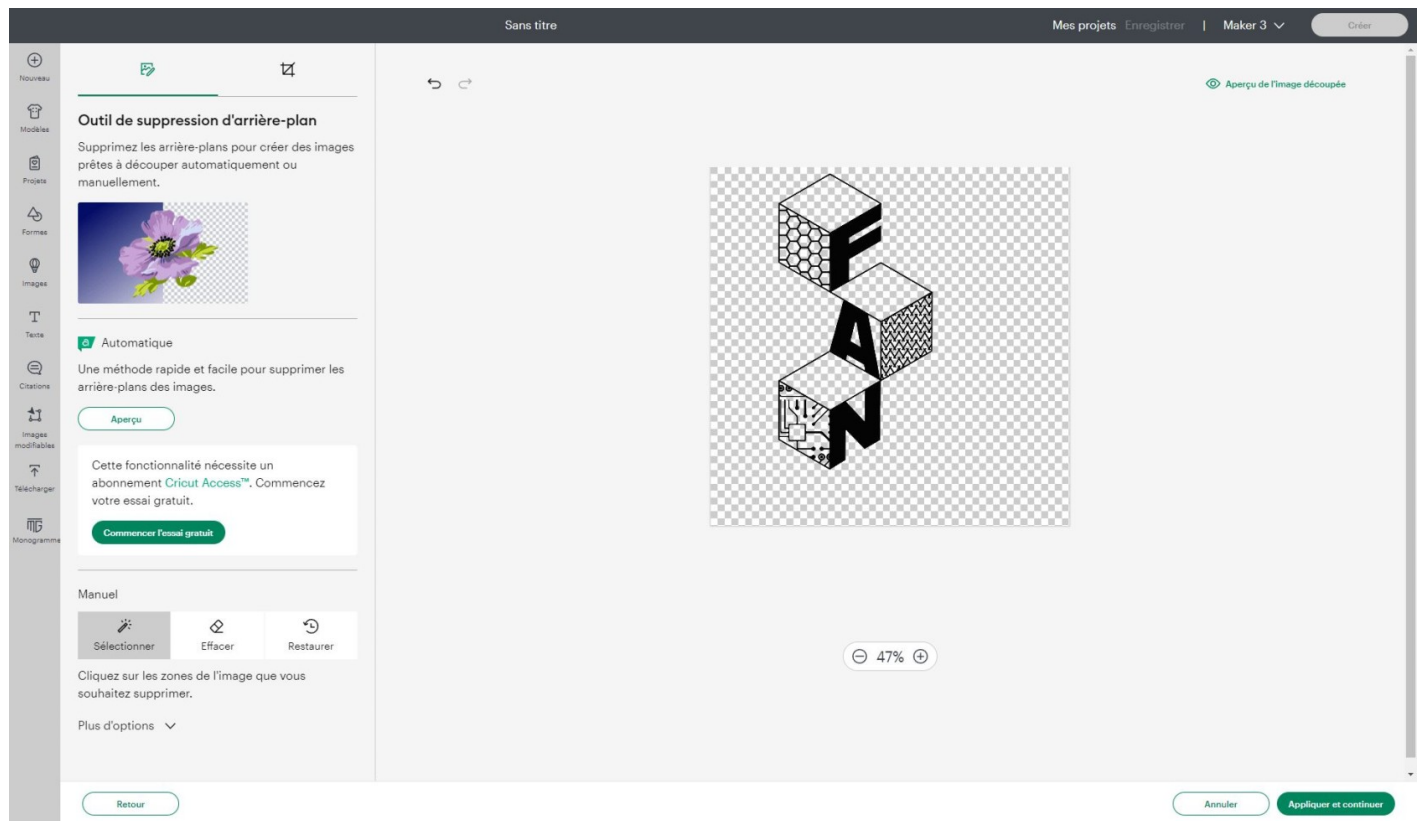 Sans titre
Mes projets Enregistrer | Maker 3 Créer
Nouveau
Modèles
Projets
Formes
Images
Texte
Citations
Images
modifiables
Télécharger
Monogramme
Outil de suppression d'arrière-plan
Supprimez les arrière-plans pour créer des images
prêtes à découper automatiquement ou
manuellement.
Automatique
Une méthode rapide et facile pour supprimer les
arrière-plans des images.
Aperçu
Cette fonctionnalité nécessite un
abonnement Cricut Access™. Commencez
votre essai gratuit.
Commencer l'essai gratuit
Manuel
Sélectionner Effacer Restaurer
Cliquez sur les zones de l'image que vous
souhaitez supprimer.
Plus d'options
Aperçu de l'image découpée
F
A
N
47%
Retour
Annuler Appliquer et continuer